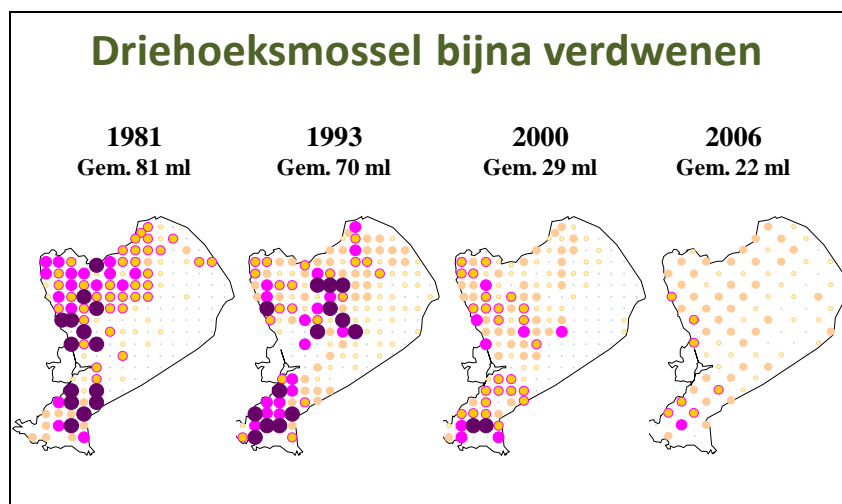 Driehoeksmossel bijna verdwenen
1981
Gem. 81 ml
1993
Gem. 70 ml
2000
Gem. 29 ml
2006
Gem. 22 ml